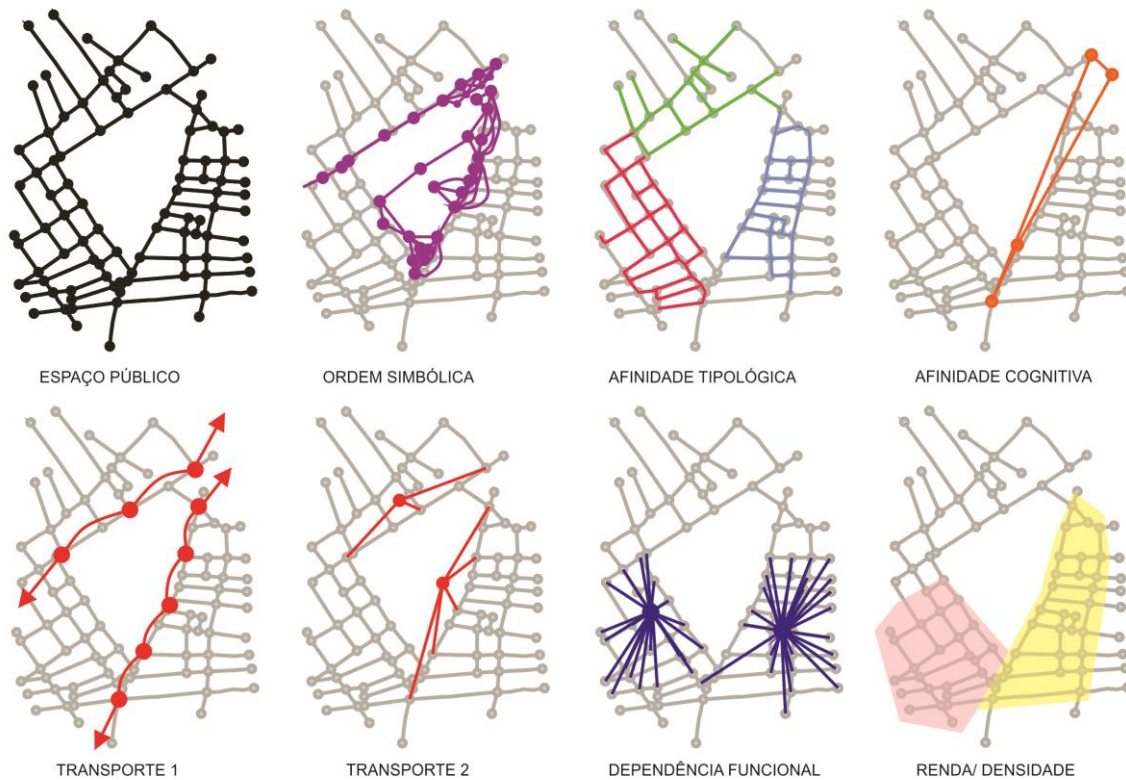 ESPAÇO PÚBLICO
ORDEM SIMBÓLICA
AFINIDADE TIPOLÓGICA
AFINIDADE COGNITIVA
TRANSPORTE 1
TRANSPORTE 2
DEPENDÊNCIA FUNCIONAL
RENDA/ DENSIDADE